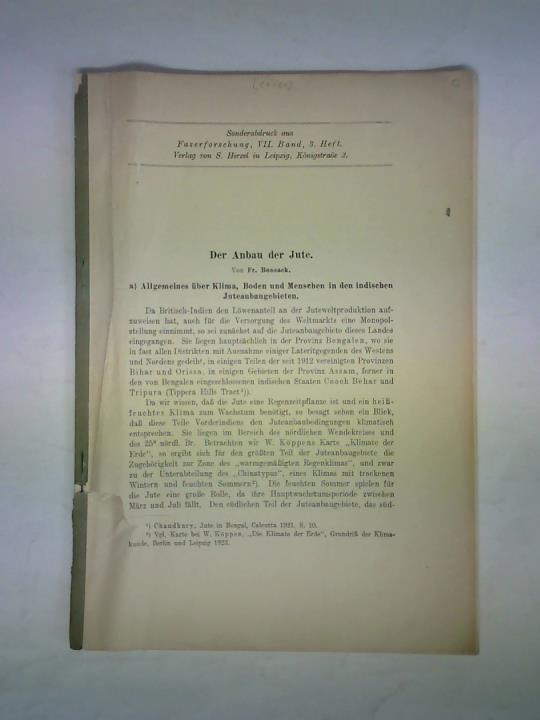 Sonderabdruck aus
Faserforschung, VII. Band, 3. Heft.
Verlag von S. Hirzel in Leipzig, Königstraße 2.
Der Anbau der Jute.
Von Fr. Bonsack.
a) Allgemeines über Klima, Boden und Menschen in den indischen
Juteanbaugebieten.
Da Britisch-Indien den Löwenanteil an der Juteweltproduktion auf-
zuweisen hat, auch für die Versorgung des Weltmarkts eine Monopol-
stellung einnimmt, so sei zunächst auf die Juteanbaugebiete dieses Landes
eingegangen. Sie liegen hauptsächlich in der Provinz Bengalen, wo sie
in fast allen Distrikten mit Ausnahme einiger Lateritgegenden des Westens
und Nordens gedeiht, in einigen Teilen der seit 1912 vereinigten Provinzen
Bihar und Orissa, in einigen Gebieten der Provinz Assam, ferner in
den von Bengalen eingeschlossenen indischen Staaten Cooch Behar und
Tripura (Tippera Hills Tract¹)).
Da wir wissen, daß die Jute eine Regenzeitpflanze ist und ein heiß-
feuchtes Klima zum Wachstum benötigt, so besagt schon ein Blick,
daß diese Teile Vorderindiens den Juteanbaubedingungen klimatisch
entsprechen. Sie liegen im Bereich des nördlichen Wendekreises und
des 25° nördl. Br. Betrachten wir W. Köppens Karte „Klimate der
Erde“, so ergibt sich für den größten Teil der Juteanbaugebiete die
Zugehörigkeit zur Zone des „warmgemäßigten Regenklimas“, und zwar
zu der Unterabteilung des „Chinatypus“, eines Klimas mit trockenen
Wintern und feuchten Sommern²). Die feuchten Sommer spielen für
die Jute eine große Rolle, da ihre Hauptwachstumsperiode zwischen
März und Juli fällt. Den südlichen Teil der Juteanbaugebiete, das süd-
¹) Chaudhury, Jute in Bengal, Calcutta 1921, S. 10.
²) Vgl. Karte bei W. Köppen, „Die Klimate der Erde“, Grundriß der Klima-
kunde, Berlin und Leipzig 1923.